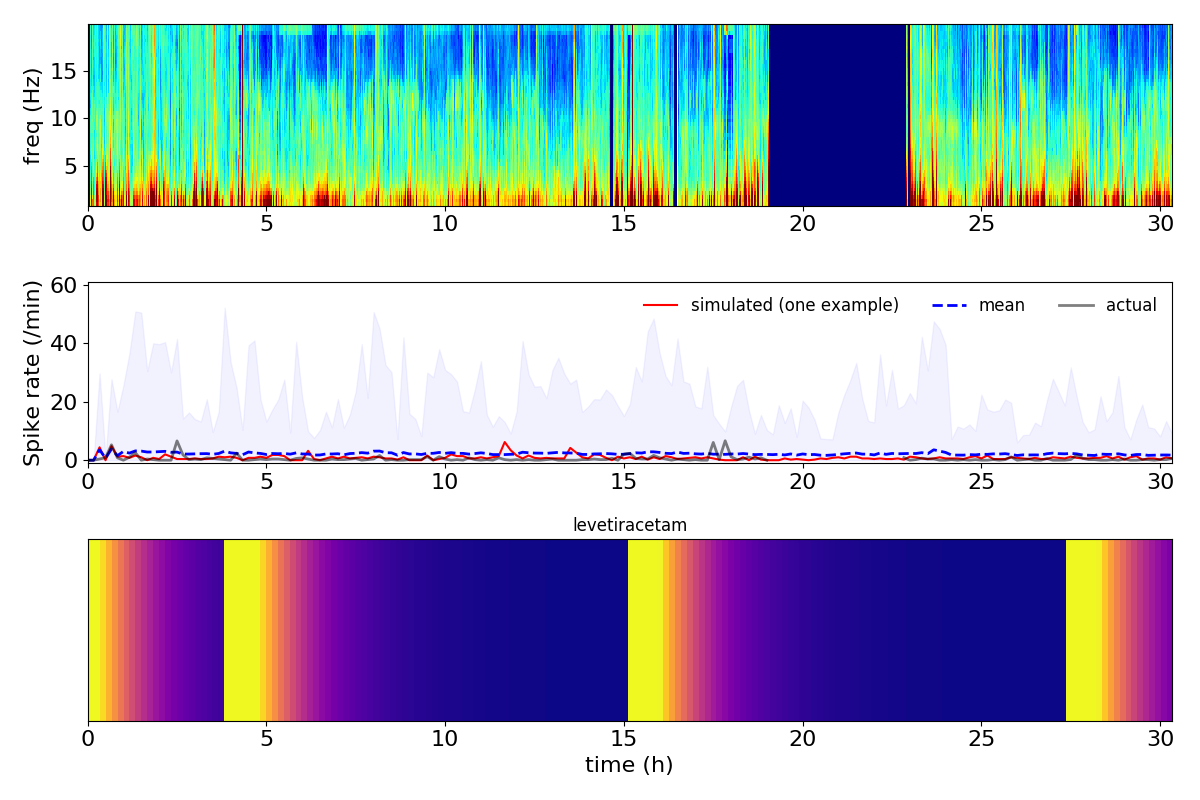 freq (Hz)
15
10
5
0 5 10 15 20 25 30
Spike rate (/min)
60
40
20
0
simulated (one example) mean actual
0 5 10 15 20 25 30
levetiracetam
0 5 10 15 20 25 30
time (h)